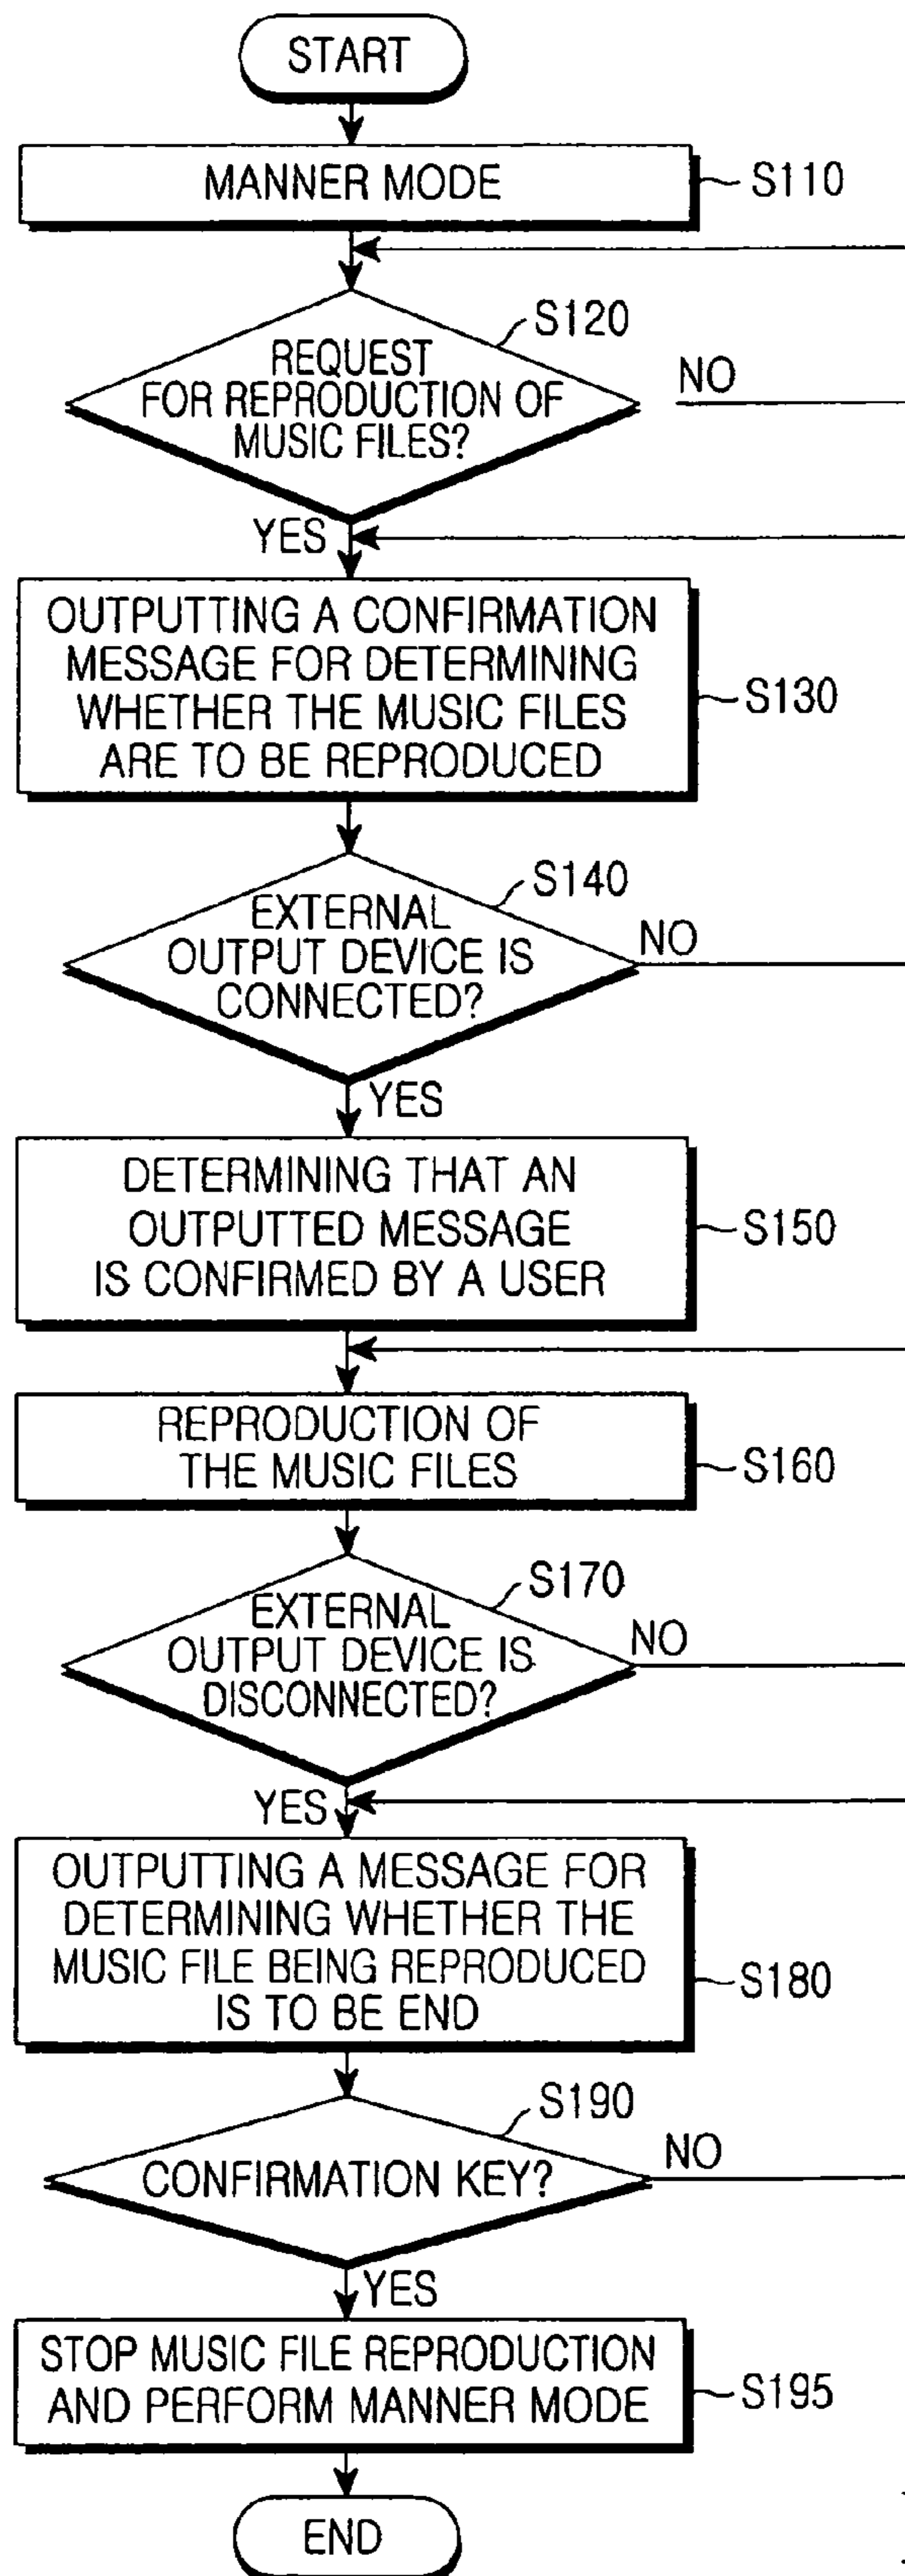 START
MANNER MODE
S110
S120
REQUEST
FOR REPRODUCTION OF
MUSIC FILES?
NO
YES
OUTPUTTING A CONFIRMATION
MESSAGE FOR DETERMINING
WHETHER THE MUSIC FILES
ARE TO BE REPRODUCED
S130
S140
EXTERNAL
OUTPUT DEVICE IS
CONNECTED?
NO
YES
DETERMINING THAT AN
OUTPUTTED MESSAGE
IS CONFIRMED BY A USER
S150
REPRODUCTION OF
THE MUSIC FILES
S160
S170
EXTERNAL
OUTPUT DEVICE IS
DISCONNECTED?
NO
YES
OUTPUTTING A MESSAGE FOR
DETERMINING WHETHER THE
MUSIC FILE BEING REPRODUCED
IS TO BE END
S180
S190
CONFIRMATION KEY?
NO
YES
STOP MUSIC FILE REPRODUCTION
AND PERFORM MANNER MODE
S195
END